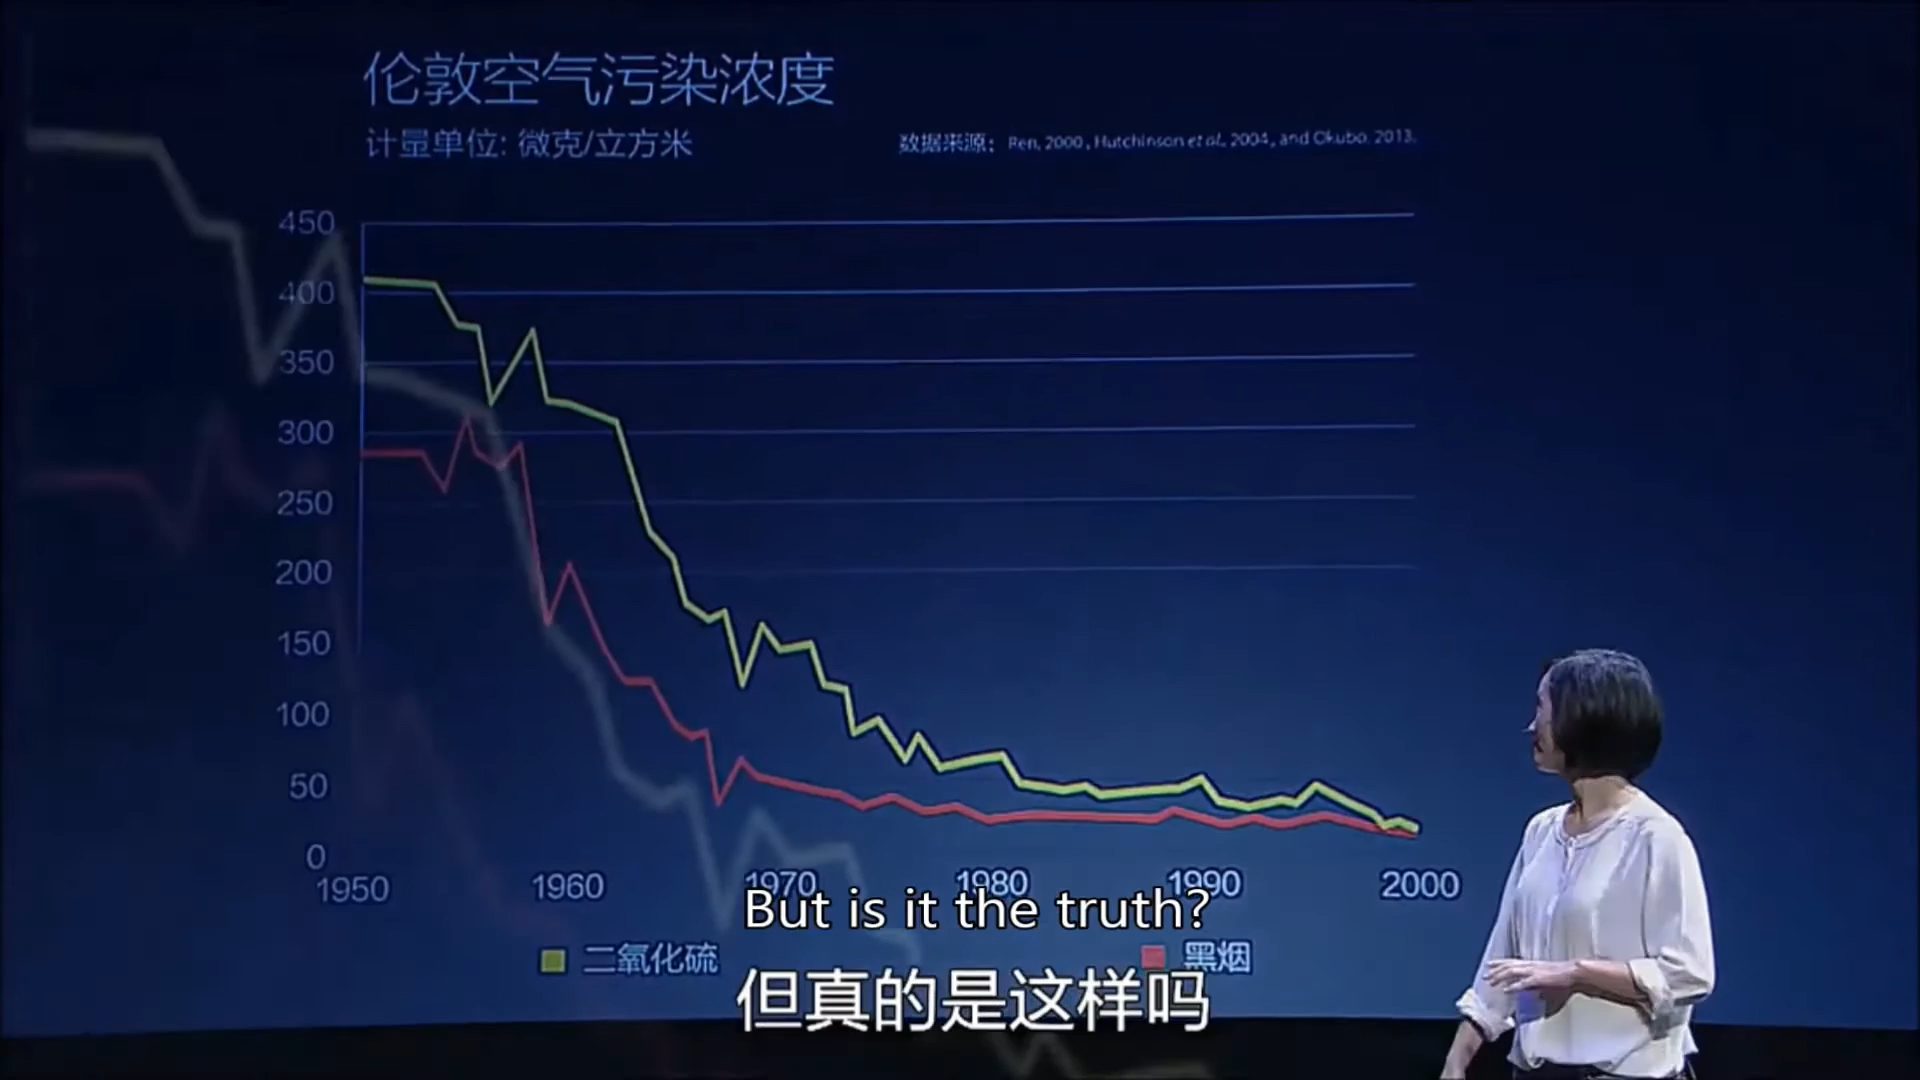 伦敦空气污染浓度
计量单位: 微克/立方米
数据来源： Ren, 2000, Hutchinson et al., 2004, and Okubo, 2013.
450
400
350
300
250
200
150
100
50
0
1950 1960 1970 1980 1990 2000
But is it the truth?
二氧化硫 黑烟
但真的是这样吗